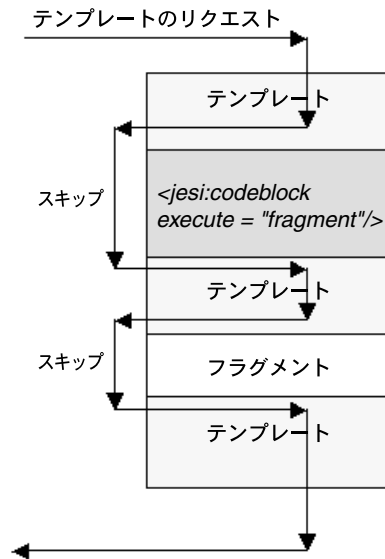 テンプレートのリクエスト
テンプレート
スキップ
<jesi:codeblock
execute = "fragment"/>
テンプレート
スキップ
フラグメント
テンプレート